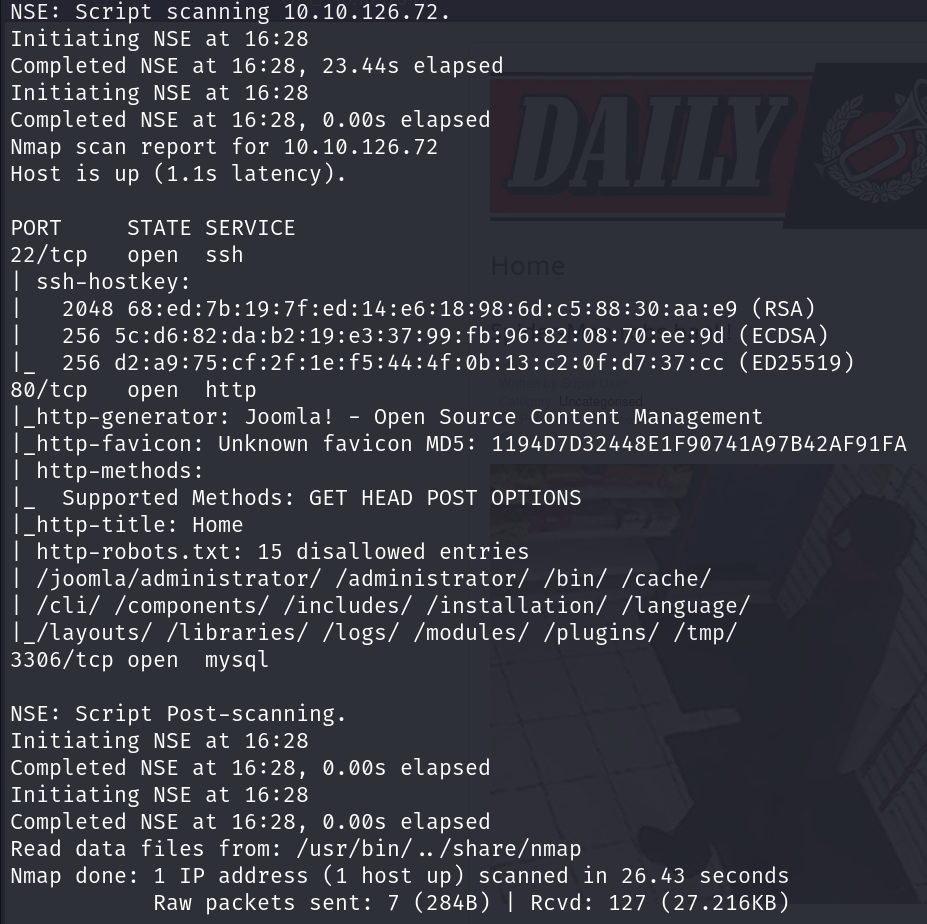 NSE: Script scanning 10.10.126.72.
Initiating NSE at 16:28
Completed NSE at 16:28, 23.44s elapsed
Initiating NSE at 16:28
Completed NSE at 16:28, 0.00s elapsed
Nmap scan report for 10.10.126.72
Host is up (1.1s latency).
PORT     STATE SERVICE
22/tcp   open  ssh
| ssh-hostkey:
|   2048 68:ed:7b:19:7f:ed:14:e6:18:98:6d:c5:88:30:aa:e9 (RSA)
|   256 5c:d6:82:da:b2:19:e3:37:99:fb:96:82:08:70:ee:9d (ECDSA)
|_  256 d2:a9:75:cf:2f:1e:f5:44:4f:0b:13:c2:0f:d7:37:cc (ED25519)
80/tcp   open  http
|_http-generator: Joomla! - Open Source Content Management
|_http-favicon: Unknown favicon MD5: 1194D7D32448E1F90741A97B42AF91FA
| http-methods:
|_  Supported Methods: GET HEAD POST OPTIONS
|_http-title: Home
| http-robots.txt: 15 disallowed entries
| /joomla/administrator/ /administrator/ /bin/ /cache/
| /cli/ /components/ /includes/ /installation/ /language/
|_/layouts/ /libraries/ /logs/ /modules/ /plugins/ /tmp/
3306/tcp open  mysql
NSE: Script Post-scanning.
Initiating NSE at 16:28
Completed NSE at 16:28, 0.00s elapsed
Initiating NSE at 16:28
Completed NSE at 16:28, 0.00s elapsed
Read data files from: /usr/bin/../share/nmap
Nmap done: 1 IP address (1 host up) scanned in 26.43 seconds
           Raw packets sent: 7 (284B) | Rcvd: 127 (27.216KB)
DAILY
Home
Uncategorised